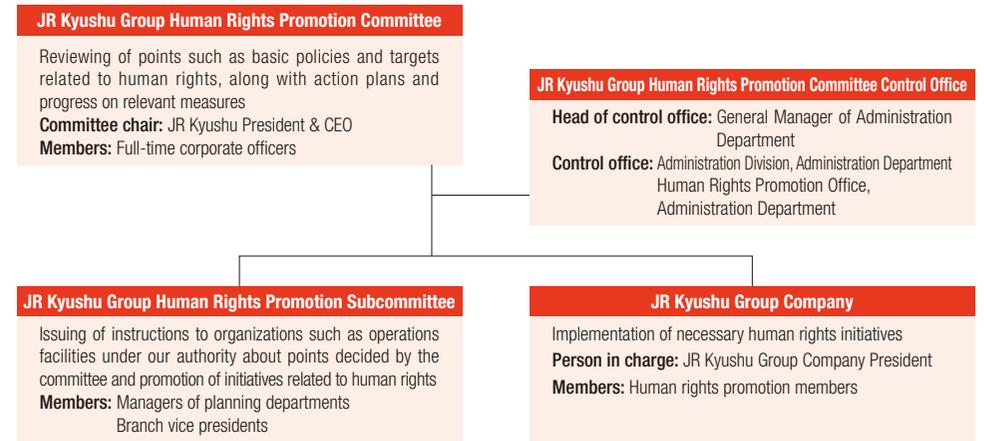 JR Kyushu Group Human Rights Promotion Committee
Reviewing of points such as basic policies and targets
related to human rights, along with action plans and
progress on relevant measures
Committee chair: JR Kyushu President & CEO
Members: Full-time corporate officers
JR Kyushu Group Human Rights Promotion Committee Control Office
Head of control office: General Manager of Administration
Department
Control office: Administration Division, Administration Department
Human Rights Promotion Office,
Administration Department
JR Kyushu Group Human Rights Promotion Subcommittee
Issuing of instructions to organizations such as operations
facilities under our authority about points decided by the
committee and promotion of initiatives related to human rights
Members: Managers of planning departments
Branch vice presidents
JR Kyushu Group Company
Implementation of necessary human rights initiatives
Person in charge: JR Kyushu Group Company President
Members: Human rights promotion members